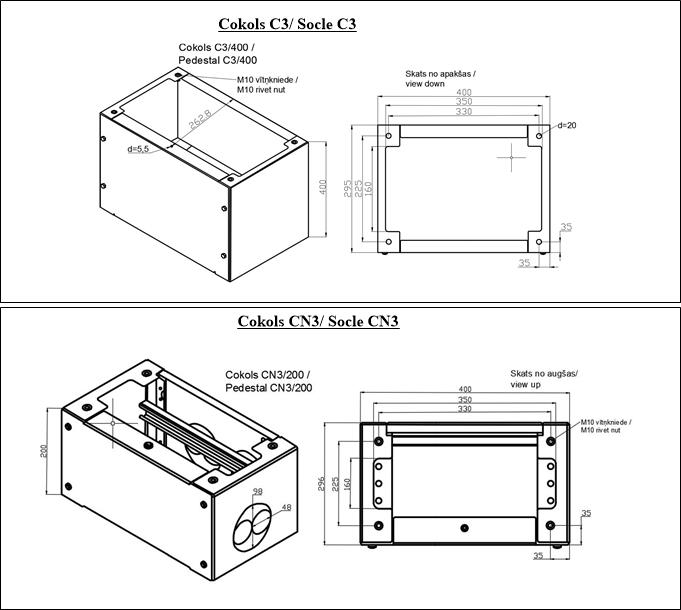 Cokols C3/ Socle C3
Cokols C3/400 /
Pedestal C3/400
M10 vītņkniede /
M10 rivet nut
262,8
d=5,5
400
Skats no apakšas /
view down
400
350
330
d=20
295
225
160
35
35
Cokols CN3/ Socle CN3
Cokols CN3/200 /
Pedestal CN3/200
200
98
48
Skats no augšas/
view up
400
350
330
M10 vītņkniede /
M10 rivet nut
296
225
160
35
35